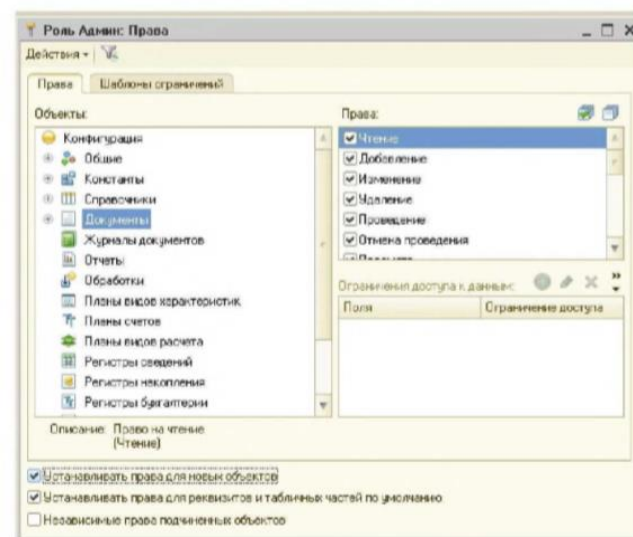 Роль Админ: Права
Действия
Права
Шаблоны ограничений
Объекты:
Права:
Конфигурация
Общие
Константы
Справочники
Документы
Журналы документов
Отчеты
Обработки
Планы видов характеристик
Планы счетов
Планы видов расчета
Регистры сведений
Регистры накопления
Регистры бухгалтерии
Чтение
Добавление
Изменение
Удаление
Проведение
Отмена проведения
Ограничения доступа к данным:
Поля
Ограничение доступа
Описание: Право на чтение
(Чтение)
Устанавливать права для новых объектов
Устанавливать права для реквизитов и табличных частей по умолчанию
Независимые права подчиненных объектов